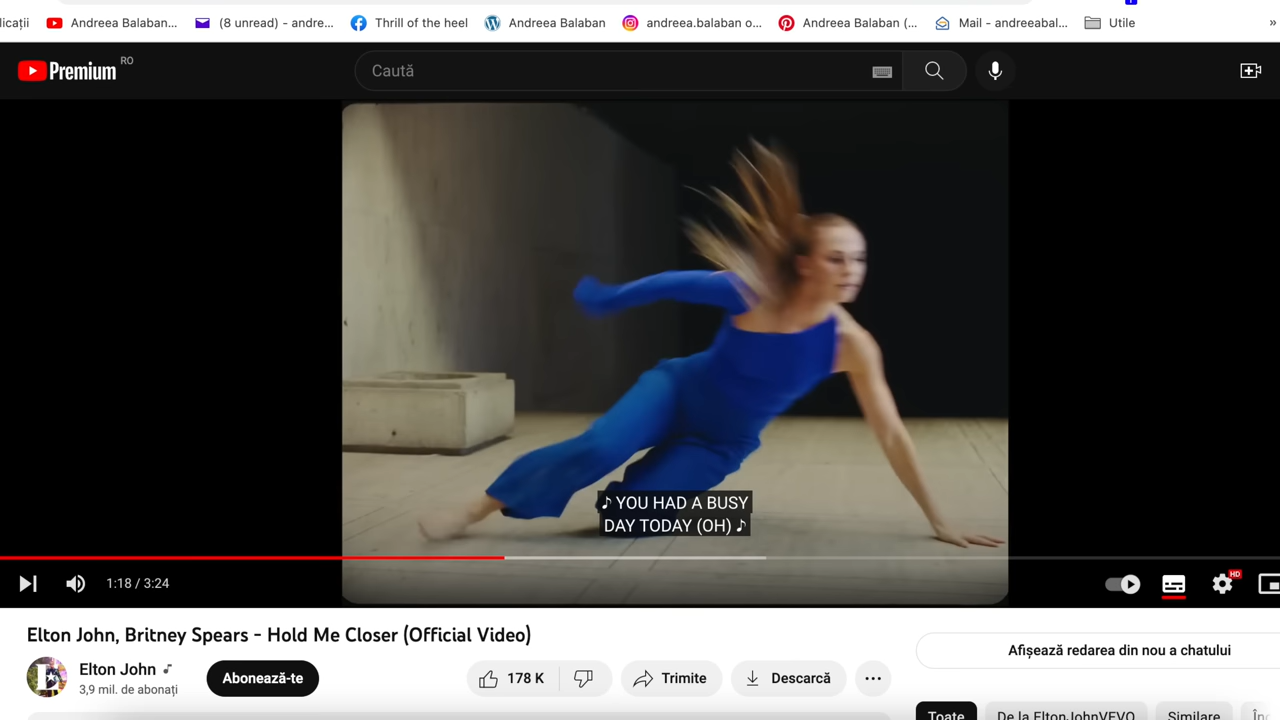 licații
Andreea Balaban...
(8 unread) - andre...
Thrill of the heel
Andreea Balaban
andreea.balaban o...
Andreea Balaban (...
Mail - andreeabal...
Utile
»
Premium RO
Caută
♪ YOU HAD A BUSY
DAY TODAY (OH) ♪
1:18 / 3:24
HD
Elton John, Britney Spears - Hold Me Closer (Official Video)
Elton John
3,9 mil. de abonați
Abonează-te
178 K
Trimite
Descarcă
Afișează redarea din nou a chatului
Toate
De la EltonJohnVEVO
Similare
Înc